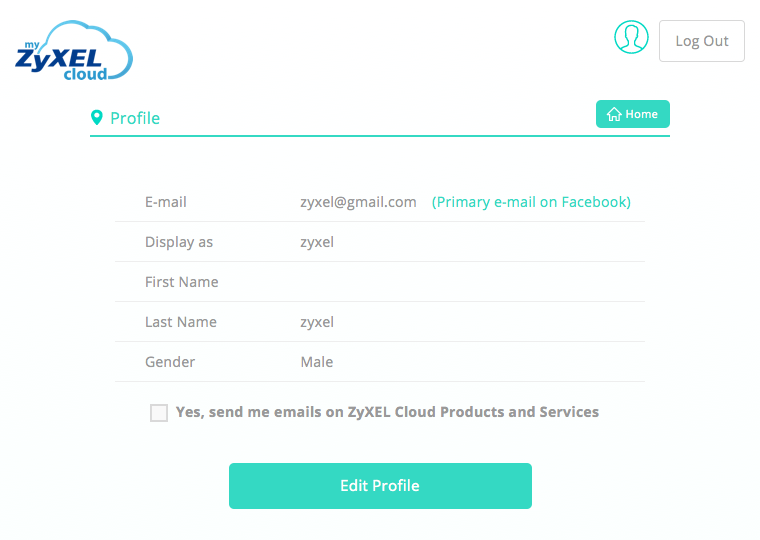 my
ZyXEL
cloud
Log Out
Profile
Home
E-mail zyxel@gmail.com (Primary e-mail on Facebook)
Display as zyxel
First Name
Last Name zyxel
Gender Male
Yes, send me emails on ZyXEL Cloud Products and Services
Edit Profile